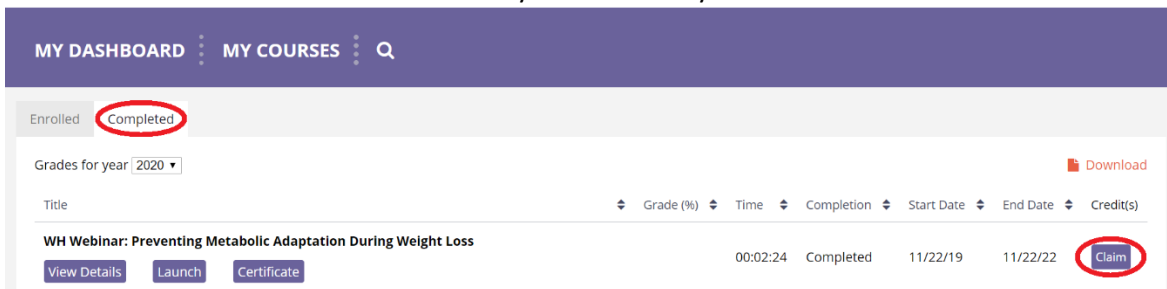 MY DASHBOARD MY COURSES
Enrolled Completed
Grades for year 2020 Download
Title Grade (%) Time Completion Start Date End Date Credit(s)
WH Webinar: Preventing Metabolic Adaptation During Weight Loss
00:02:24 Completed 11/22/19 11/22/22 Claim
View Details Launch Certificate